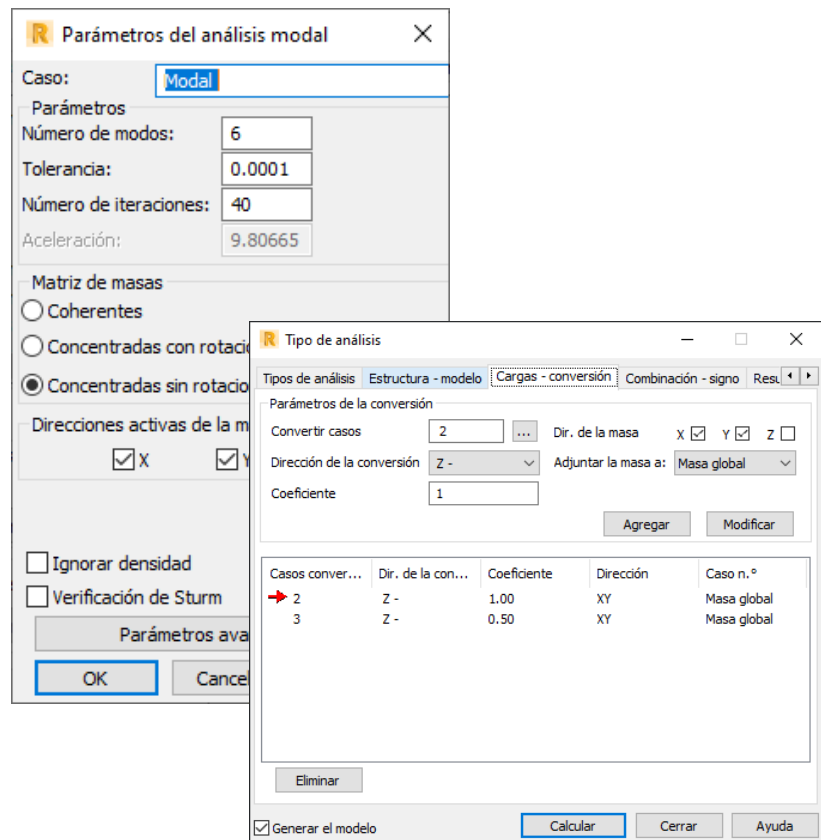 Parámetros del análisis modal
Caso: Modal
Parámetros
Número de modos: 6
Tolerancia: 0.0001
Número de iteraciones: 40
Aceleración: 9.80665
Matriz de masas
Coherentes
Concentradas con rotaci
Concentradas sin rotacio
Direcciones activas de la m
X Y
Ignorar densidad
Verificación de Sturm
Parámetros ava
OK Cancel
Tipo de análisis
Tipos de análisis Estructura - modelo Cargas - conversión Combinación - signo Resu
Parámetros de la conversión
Convertir casos 2 ... Dir. de la masa X Y Z
Dirección de la conversión Z - Adjuntar la masa a: Masa global
Coeficiente 1
Agregar Modificar
Casos conver... Dir. de la con... Coeficiente Dirección Caso n.º
2 Z - 1.00 XY Masa global
3 Z - 0.50 XY Masa global
Eliminar
Generar el modelo Calcular Cerrar Ayuda